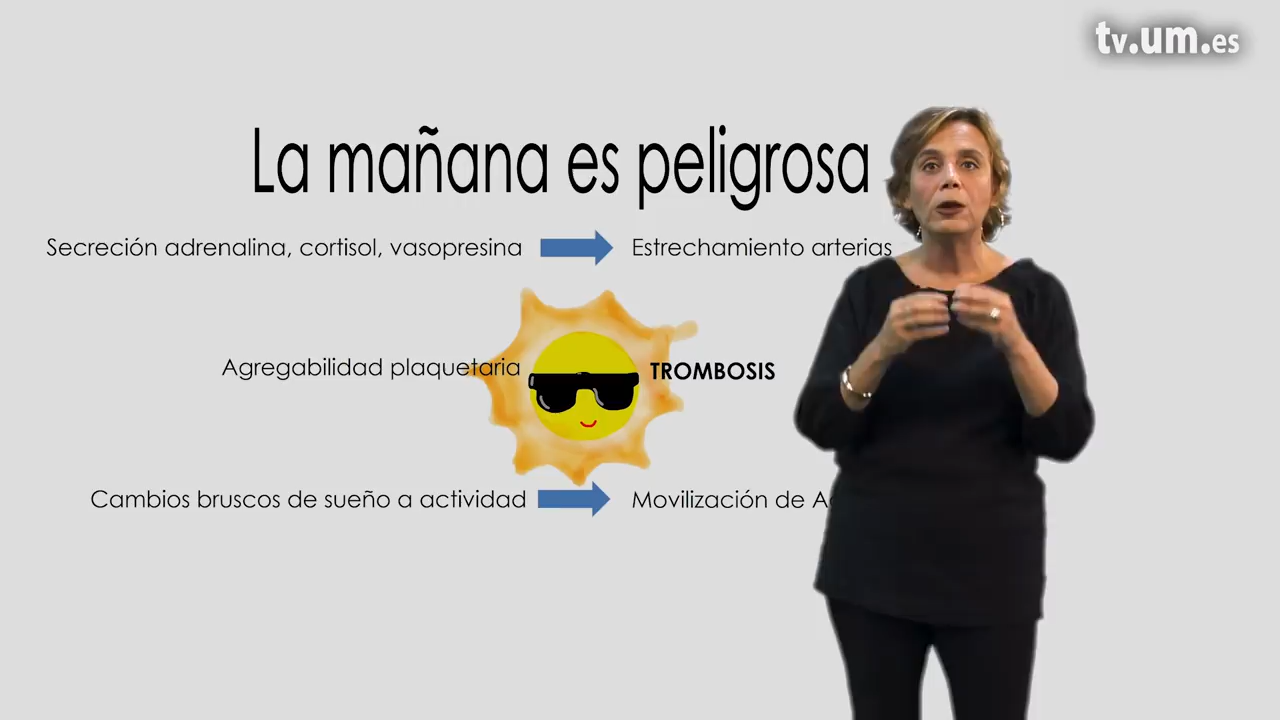 tv.um.es
La mañana es peligrosa
Secreción adrenalina, cortisol, vasopresina
Estrechamiento arterias
Agregabilidad plaquetaria
TROMBOSIS
Cambios bruscos de sueño a actividad
Movilización de